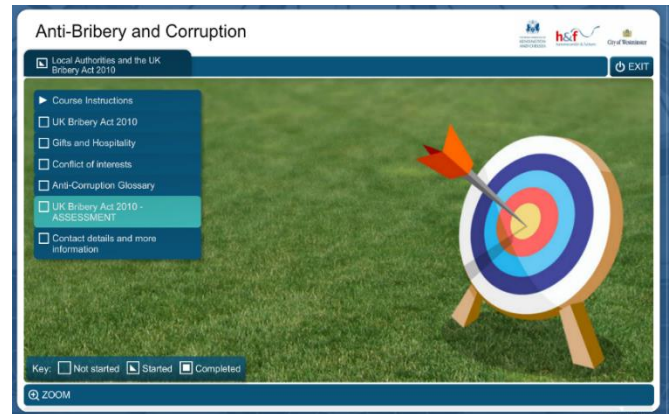 Anti-Bribery and Corruption
h&f
City of Westminster
Local Authorities and the UK
Bribery Act 2010
EXIT
Course Instructions
UK Bribery Act 2010
Gifts and Hospitality
Conflict of interests
Anti-Corruption Glossary
UK Bribery Act 2010 -
ASSESSMENT
Contact details and more
information
Key: Not started Started Completed
ZOOM